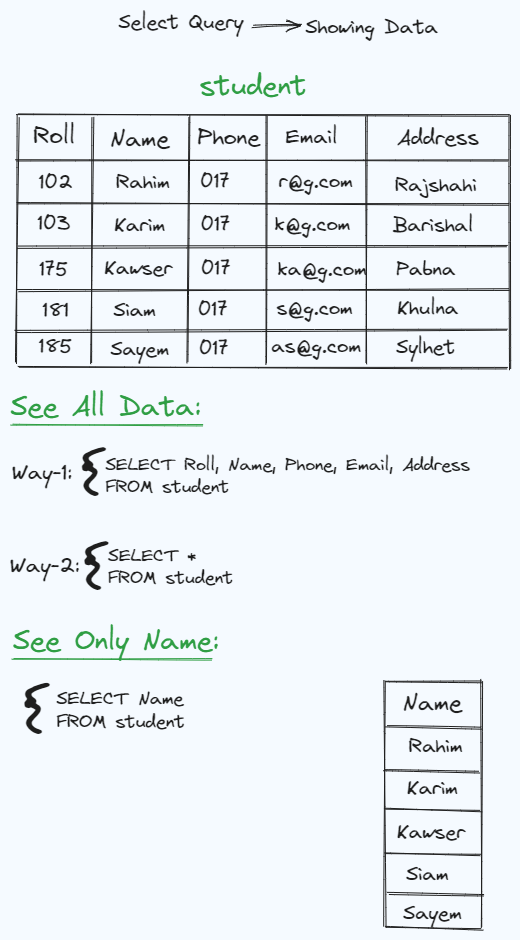 Select Query → Showing Data
student
Roll Name Phone Email Address
102 Rahim 017 r@g.com Rajshahi
103 Karim 017 k@g.com Barishal
175 Kawser 017 ka@g.com Pabna
181 Siam 017 s@g.com Khulna
185 Sayem 017 as@g.com Sylhet
See All Data:
Way-1: { SELECT Roll, Name, Phone, Email, Address
FROM student
Way-2: { SELECT *
FROM student
See Only Name:
{ SELECT Name
FROM student
Name
Rahim
Karim
Kawser
Siam
Sayem